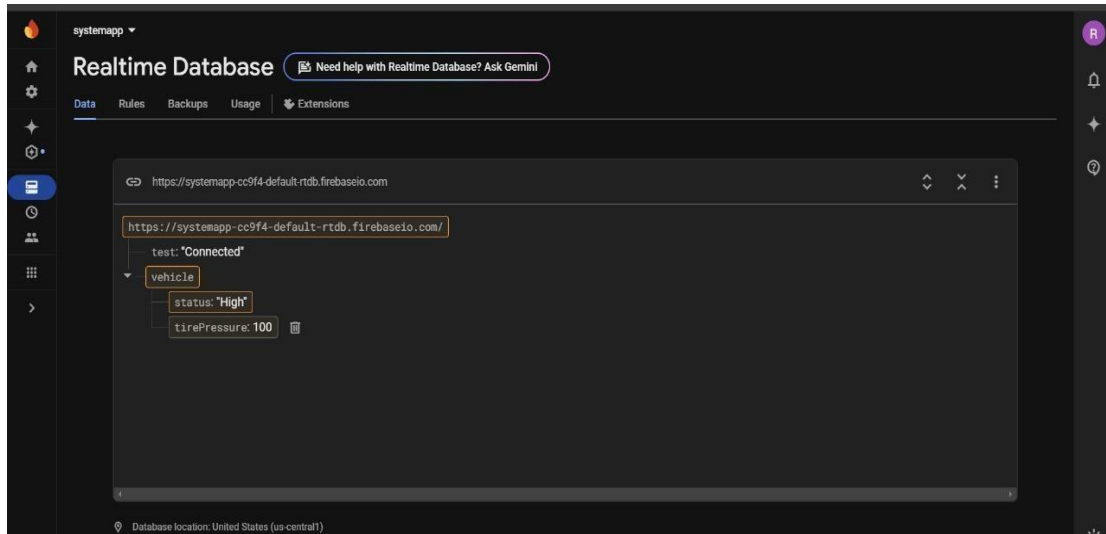 systemapp
R
Realtime Database
Need help with Realtime Database? Ask Gemini
Data Rules Backups Usage Extensions
https://systemapp-cc9f4-default-rtdb.firebaseio.com
https://systemapp-cc9f4-default-rtdb.firebaseio.com/
test: "Connected"
vehicle
status: "High"
tirePressure: 100
Database location: United States (us-central1)